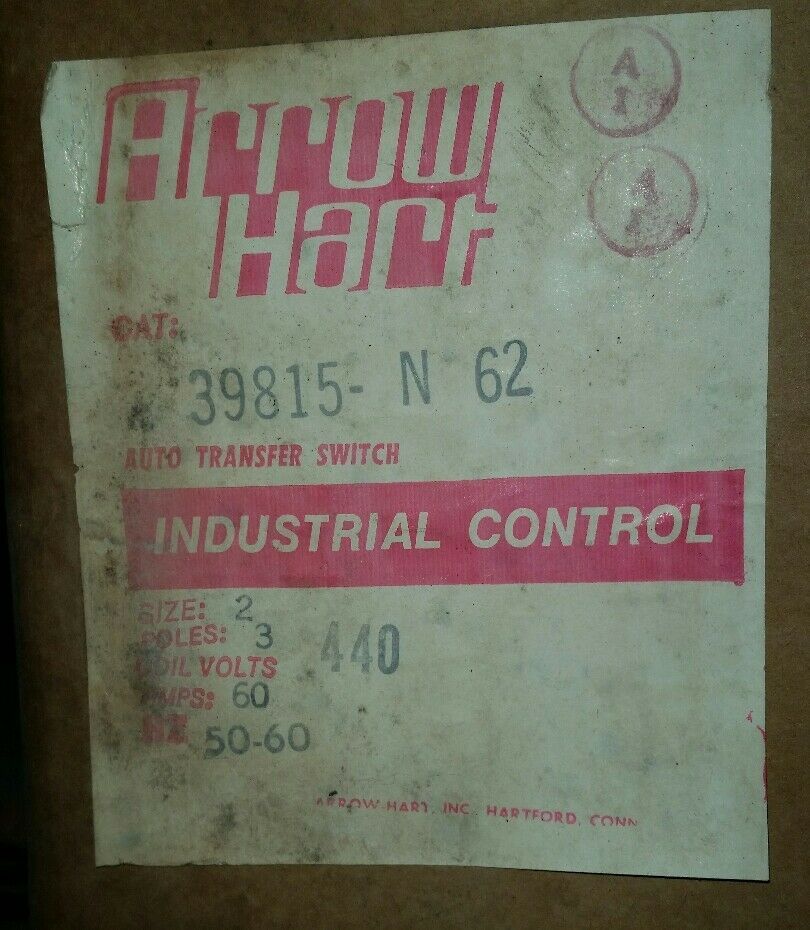 Arrow
Hart
A
I
A
CAT:
39815- N 62
AUTO TRANSFER SWITCH
INDUSTRIAL CONTROL
SIZE: 2
POLES: 3
COIL VOLTS 440
AMPS: 60
HZ 50-60
ARROW-HART, INC. HARTFORD, CONN